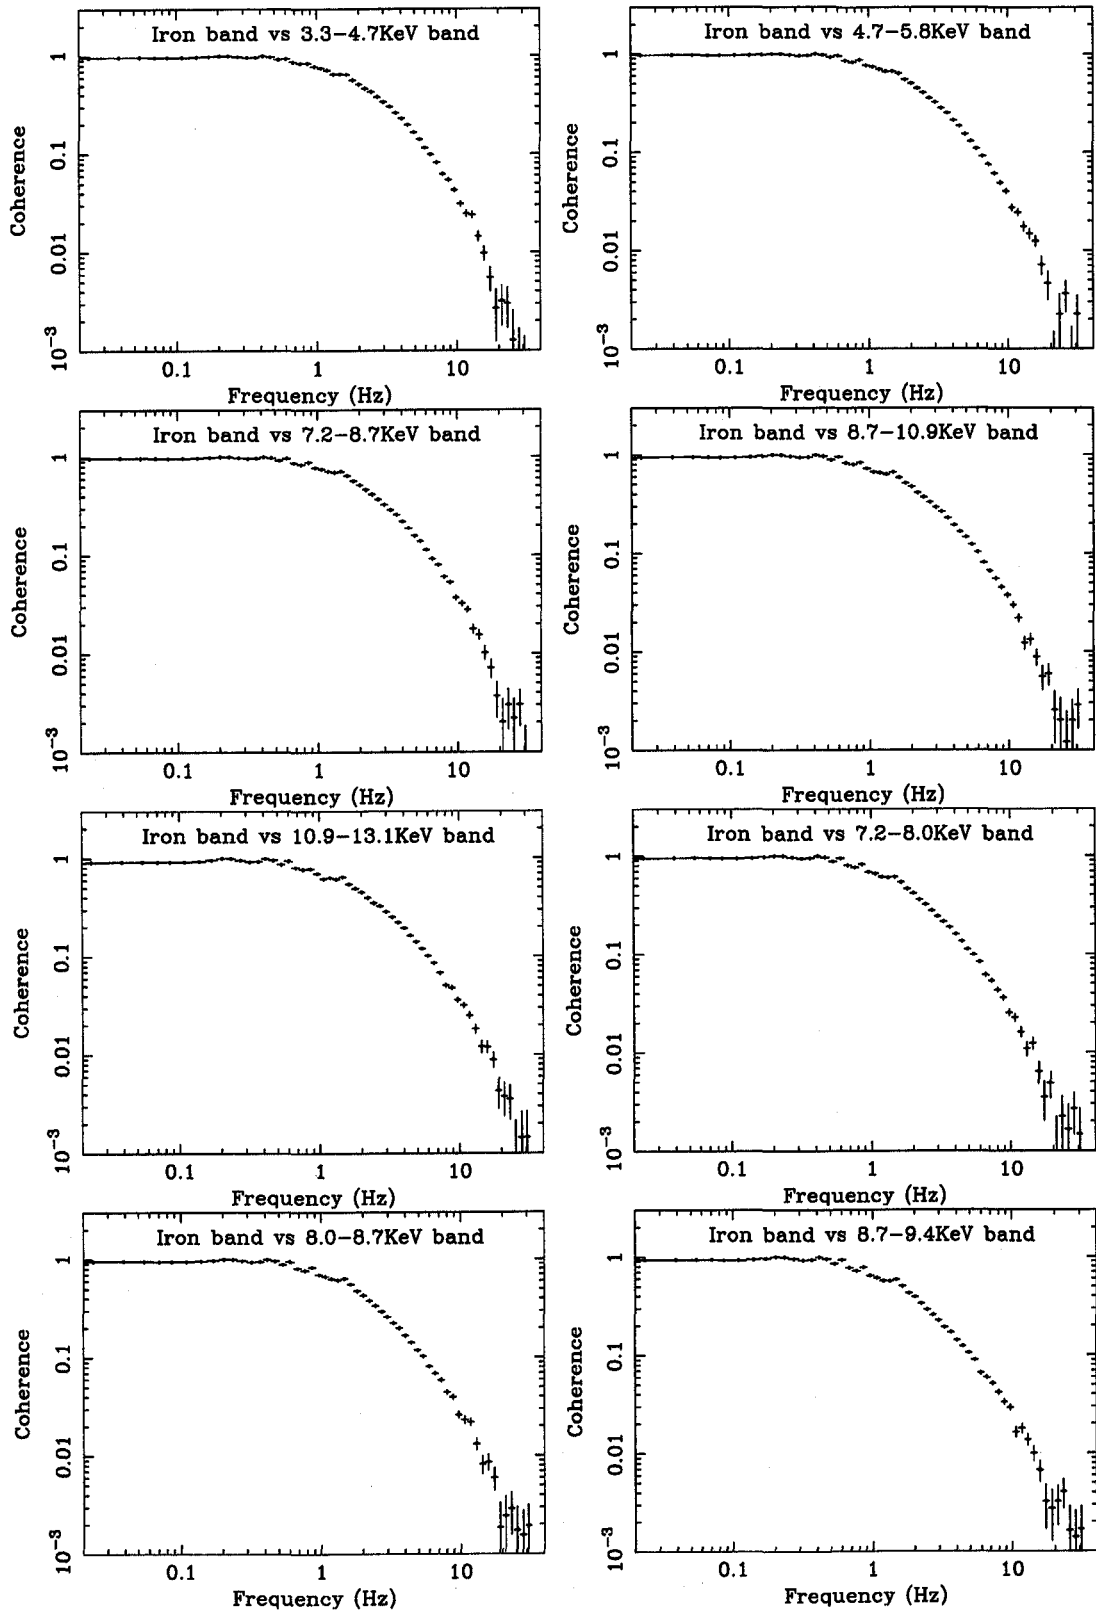 Iron band vs 3.3-4.7KeV band
Coherence
1
0.1
0.01
10-3
0.1 1 10
Frequency (Hz)
Iron band vs 4.7-5.8KeV band
Coherence
1
0.1
0.01
10-3
0.1 1 10
Frequency (Hz)
Iron band vs 7.2-8.7KeV band
Coherence
1
0.1
0.01
10-3
0.1 1 10
Frequency (Hz)
Iron band vs 8.7-10.9KeV band
Coherence
1
0.1
0.01
10-3
0.1 1 10
Frequency (Hz)
Iron band vs 10.9-13.1KeV band
Coherence
1
0.1
0.01
10-3
0.1 1 10
Frequency (Hz)
Iron band vs 7.2-8.0KeV band
Coherence
1
0.1
0.01
10-3
0.1 1 10
Frequency (Hz)
Iron band vs 8.0-8.7KeV band
Coherence
1
0.1
0.01
10-3
0.1 1 10
Frequency (Hz)
Iron band vs 8.7-9.4KeV band
Coherence
1
0.1
0.01
10-3
0.1 1 10
Frequency (Hz)